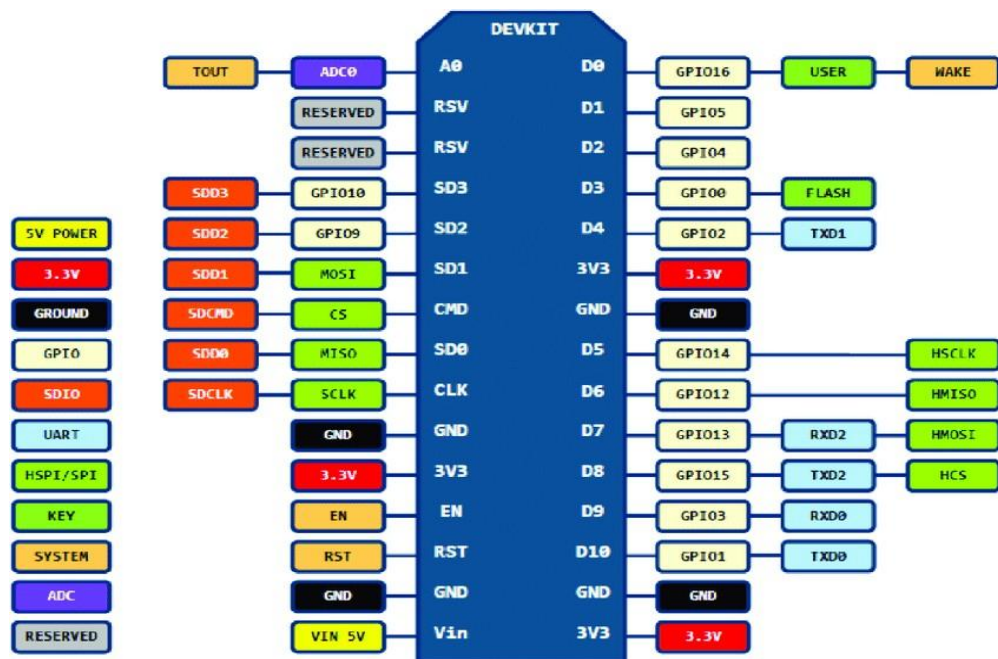 DEVKIT
TOUT ADC0 A0 D0 GPIO16 USER WAKE
RESERVED RSV D1 GPIO5
RESERVED RSV D2 GPIO4
SDD3 GPIO10 SD3 D3 GPIO0 FLASH
5V POWER SDD2 GPIO9 SD2 D4 GPIO2 TXD1
3.3V SDD1 MOSI SD1 3V3 3.3V
GROUND SDCMD CS CMD GND GND
GPIO SDD0 MISO SD0 D5 GPIO14 HSCLK
SDIO SDCLK SCLK CLK D6 GPIO12 HMISO
UART GND GND D7 GPIO13 RXD2 HMOSI
HSPI/SPI 3.3V 3V3 D8 GPIO15 TXD2 HCS
KEY EN EN D9 GPIO3 RXD0
SYSTEM RST RST D10 GPIO1 TXD0
ADC GND GND GND GND
RESERVED VIN 5V Vin 3V3 3.3V